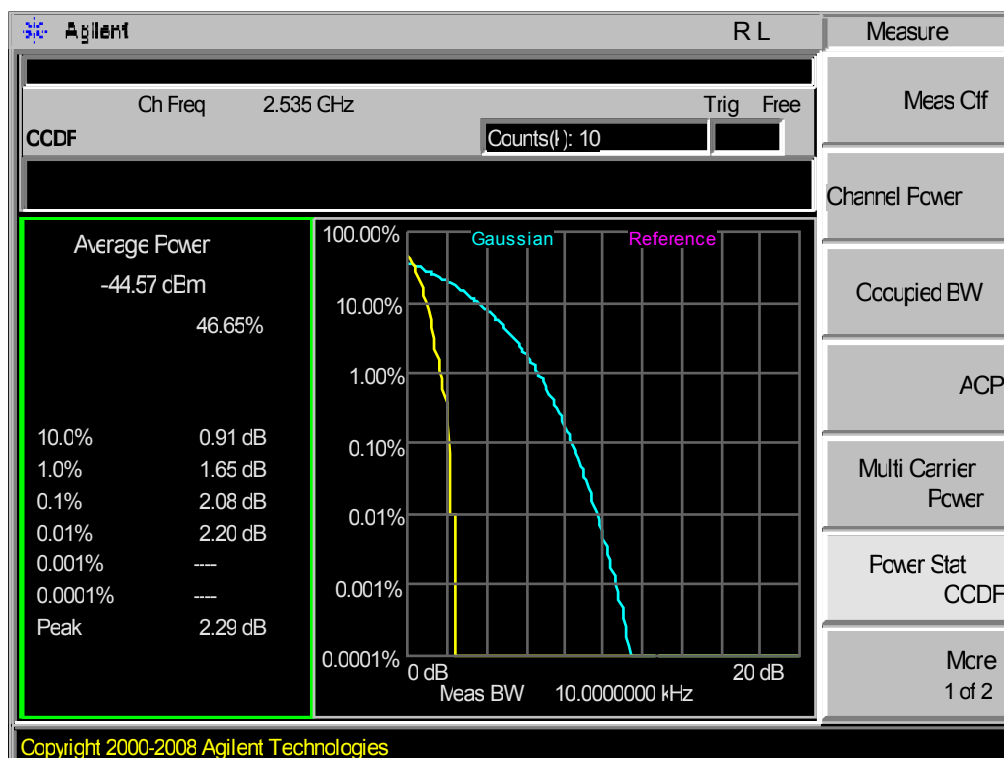 Agilent
R L
Measure
Ch Freq 2.535 GHz
Trig Free
CCDF
Counts(k): 10
Meas Off
Channel Power
Occupied BW
ACP
Multi Carrier
Power
Power Stat
CCDF
More
1 of 2
Average Power
-44.57 dBm
46.65%
10.0% 0.91 dB
1.0% 1.65 dB
0.1% 2.08 dB
0.01% 2.20 dB
0.001% ----
0.0001% ----
Peak 2.29 dB
Gaussian
Reference
100.00%
10.00%
1.00%
0.10%
0.01%
0.001%
0.0001%
0 dB
20 dB
Meas BW 10.0000000 kHz
Copyright 2000-2008 Agilent Technologies